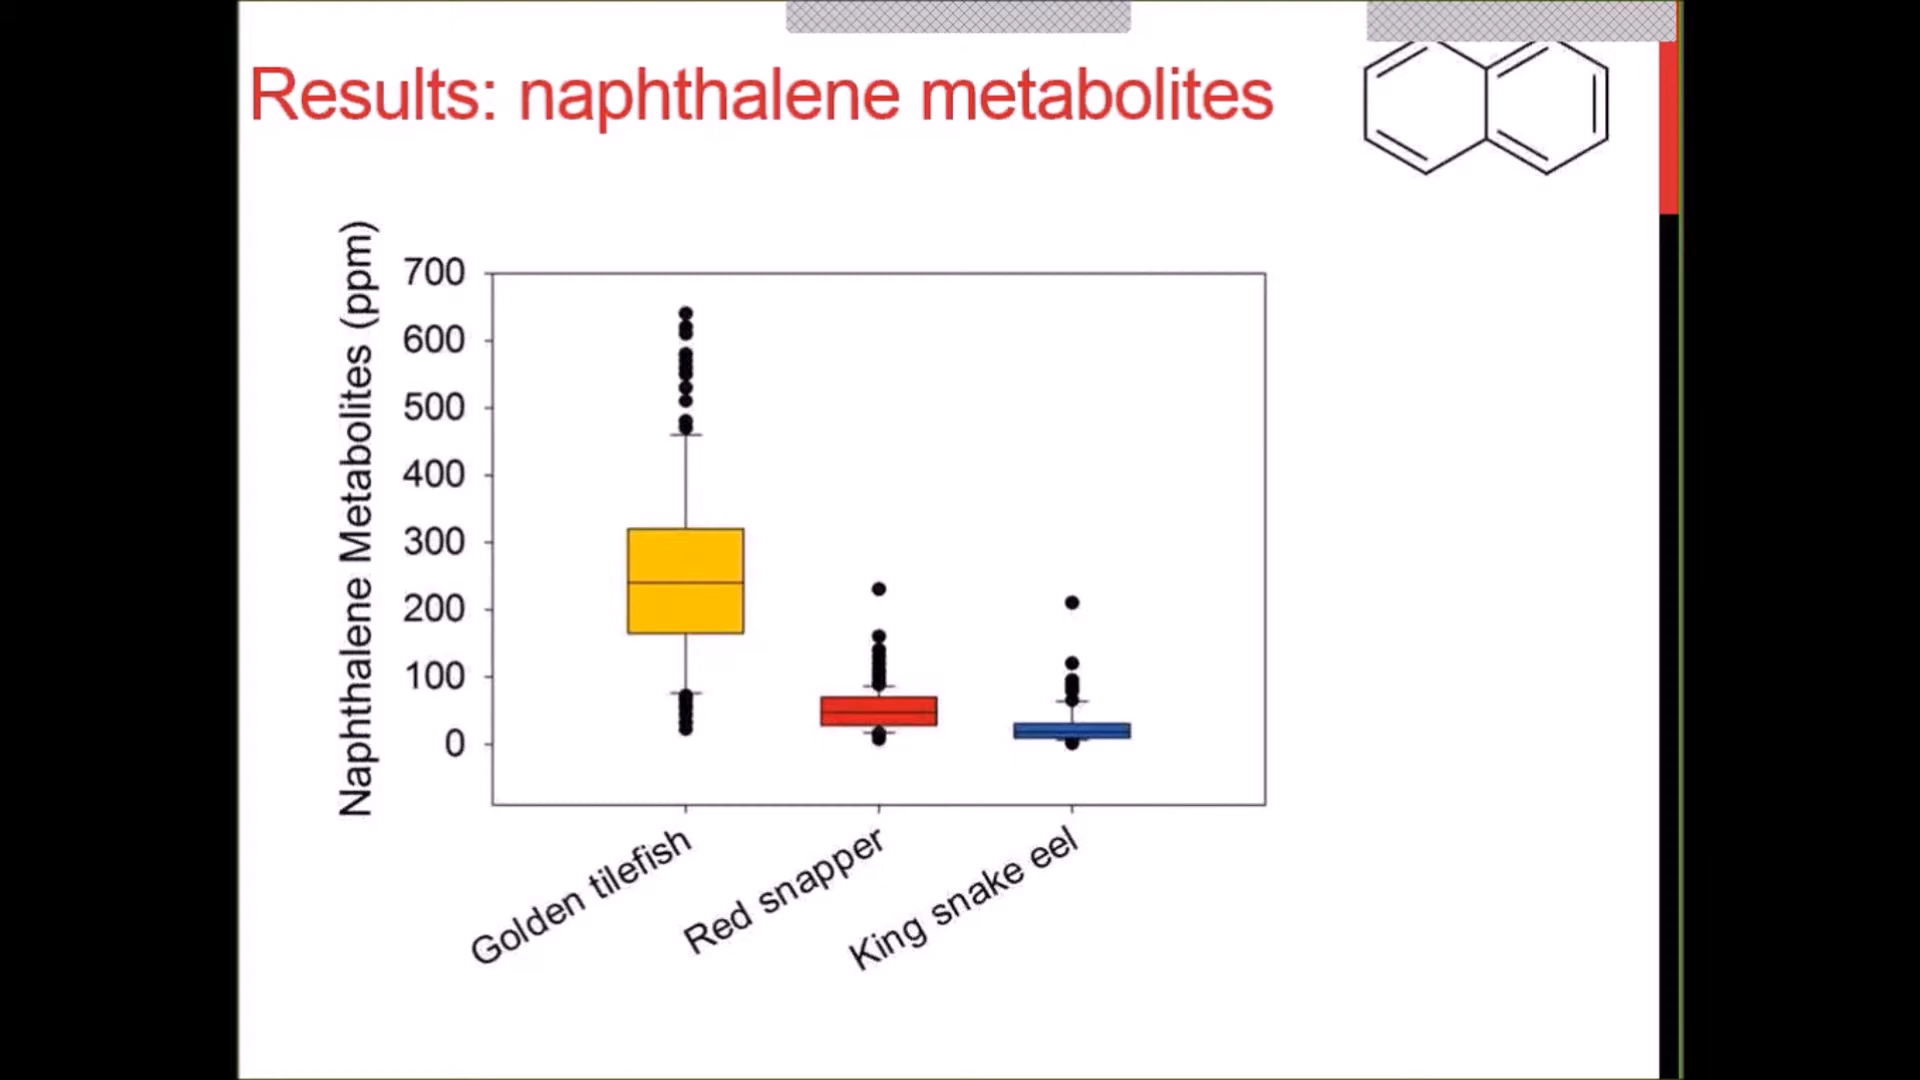 Results: naphthalene metabolites
Naphthalene Metabolites (ppm)
700
600
500
400
300
200
100
0
Golden tilefish
Red snapper
King snake eel